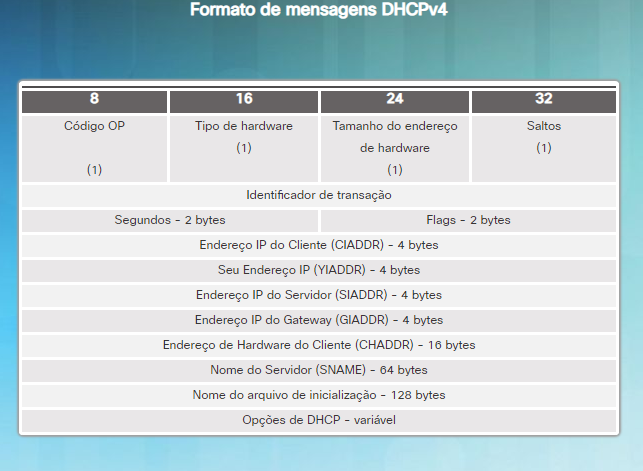 Formato de mensagens DHCPv4
8 16 24 32
Código OP Tipo de hardware Tamanho do endereço Saltos
(1) de hardware (1)
(1) (1)
Identificador de transação
Segundos - 2 bytes Flags - 2 bytes
Endereço IP do Cliente (CIADDR) - 4 bytes
Seu Endereço IP (YIADDR) - 4 bytes
Endereço IP do Servidor (SIADDR) - 4 bytes
Endereço IP do Gateway (GIADDR) - 4 bytes
Endereço de Hardware do Cliente (CHADDR) - 16 bytes
Nome do Servidor (SNAME) - 64 bytes
Nome do arquivo de inicialização - 128 bytes
Opções de DHCP - variável